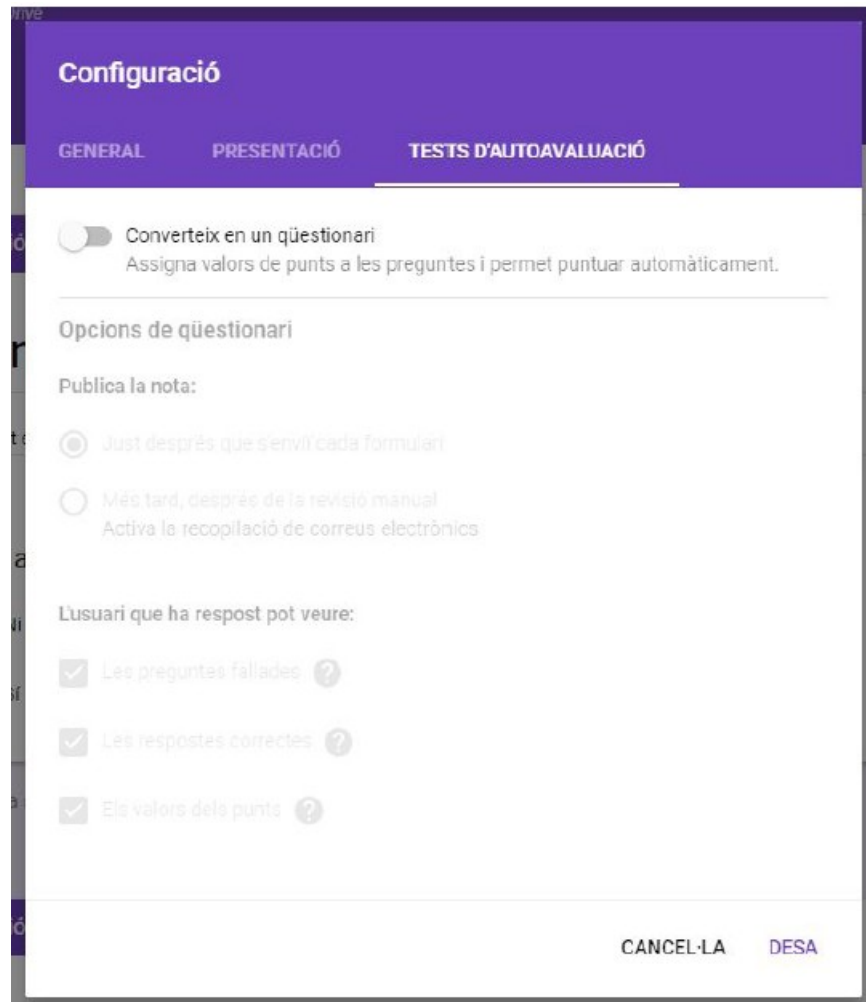 Drive
Configuració
GENERAL PRESENTACIÓ TESTS D'AUTOAVALUACIÓ
Converteix en un qüestionari
Assigna valors de punts a les preguntes i permet puntuar automàticament.
Opcions de qüestionari
Publica la nota:
Just després que s'enviï cada formulari
Més tard, després de la revisió manual
Activa la recopilació de correus electrònics
L'usuari que ha respost pot veure:
Les preguntes fallades
Les respostes correctes
Els valors dels punts
CANCEL·LA DESA